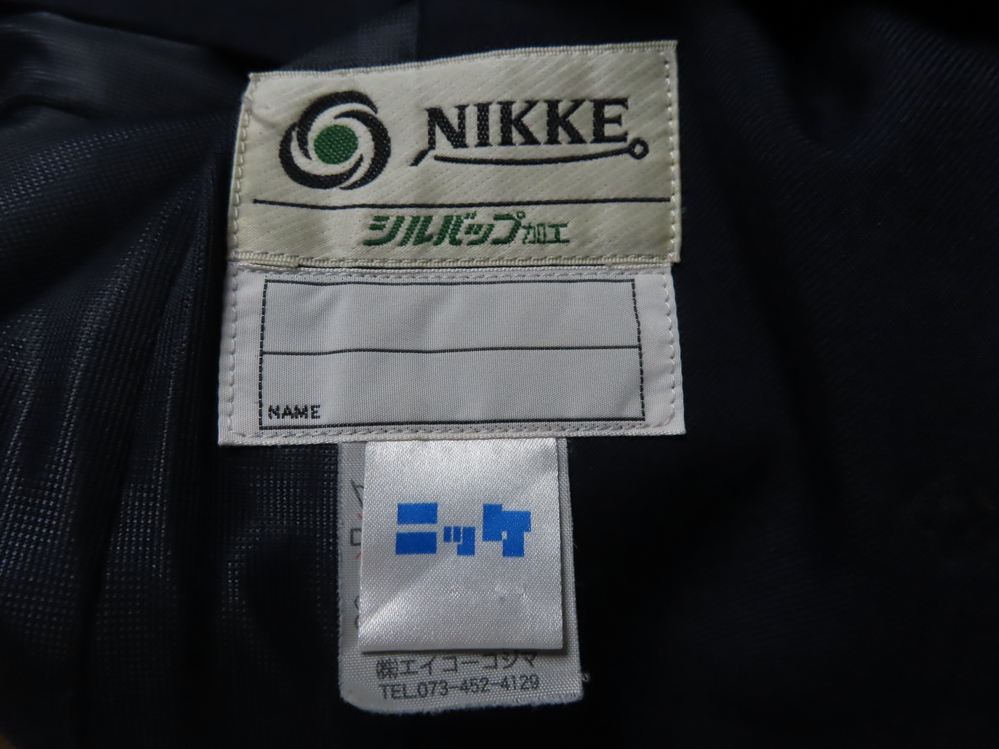 NIKKE
シルバップ加工
NAME
ニッケ
㈱エイコーコジマ
TEL.073-452-4129